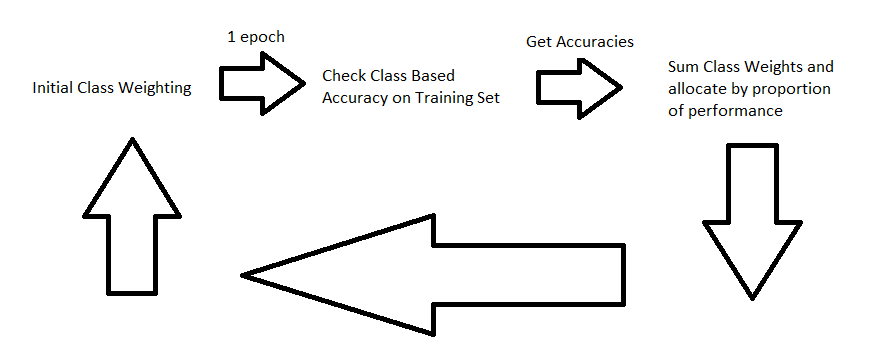 1 epoch
Get Accuracies
Initial Class Weighting
Check Class Based
Accuracy on Training Set
Sum Class Weights and
allocate by proportion
of performance